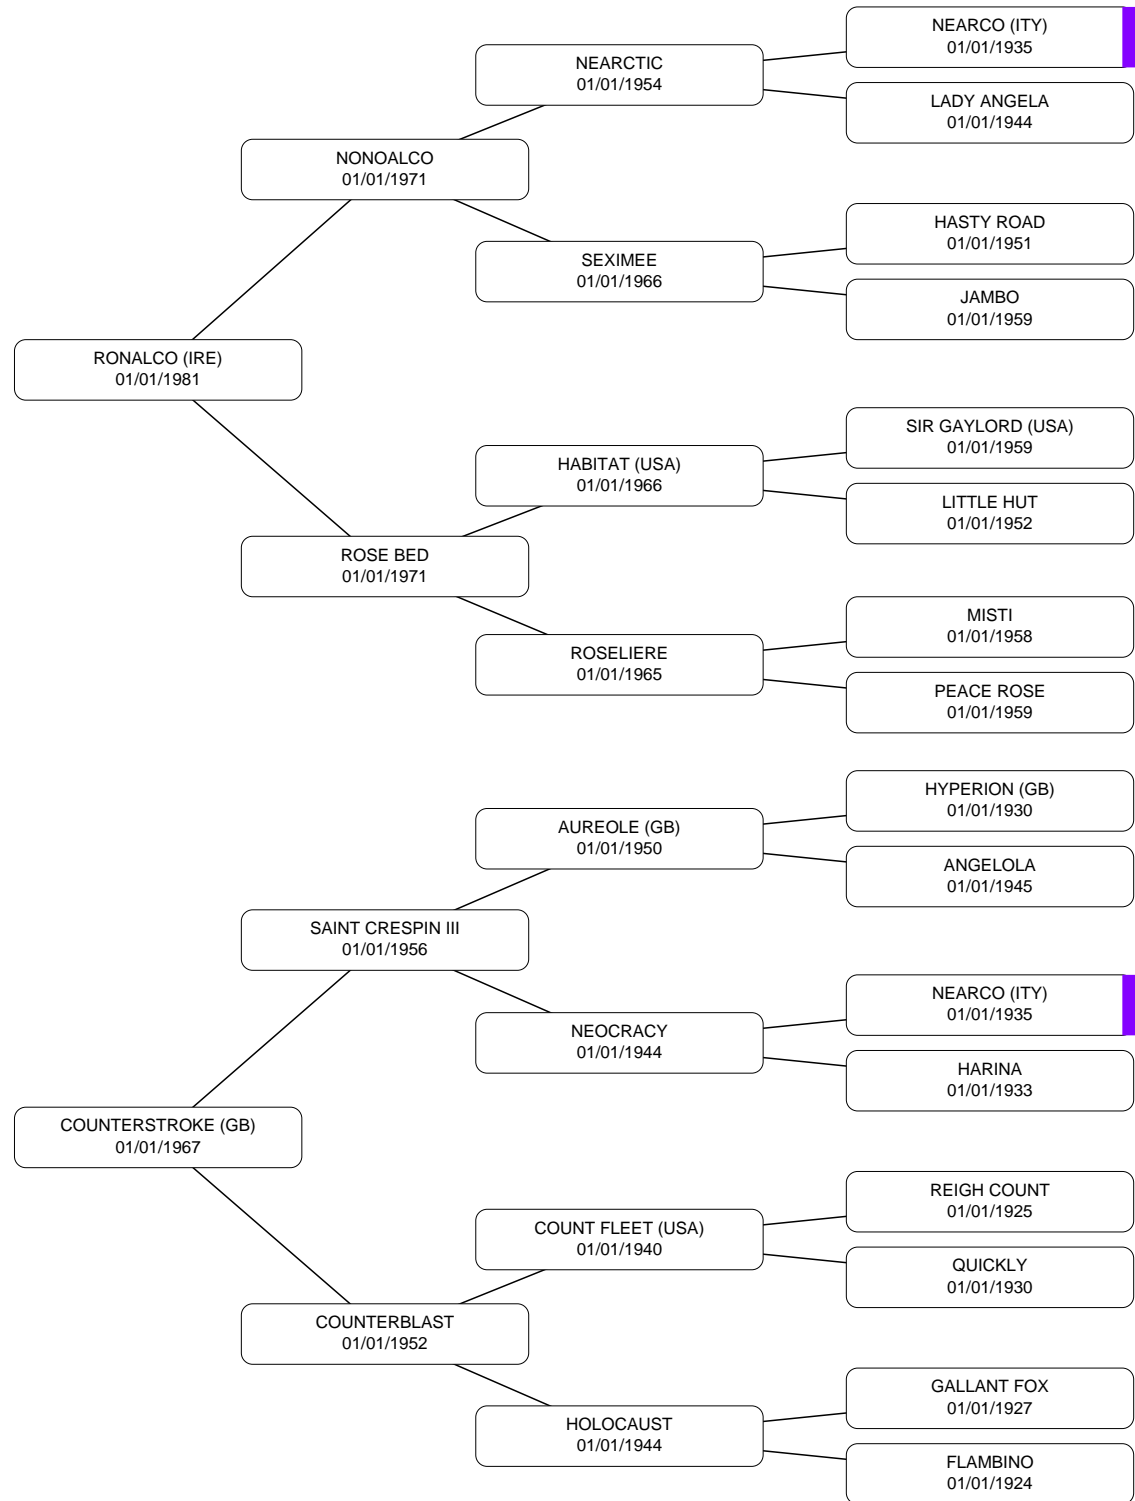 NEARCO (ITY)
01/01/1935
NEARCTIC
01/01/1954
LADY ANGELA
01/01/1944
NONOALCO
01/01/1971
HASTY ROAD
01/01/1951
SEXIMEE
01/01/1966
JAMBO
01/01/1959
RONALCO (IRE)
01/01/1981
SIR GAYLORD (USA)
01/01/1959
HABITAT (USA)
01/01/1966
LITTLE HUT
01/01/1952
ROSE BED
01/01/1971
MISTI
01/01/1958
ROSELIERE
01/01/1965
PEACE ROSE
01/01/1959
HYPERION (GB)
01/01/1930
AUREOLE (GB)
01/01/1950
ANGELOLA
01/01/1945
SAINT CRESPIN III
01/01/1956
NEARCO (ITY)
01/01/1935
NEOCRACY
01/01/1944
HARINA
01/01/1933
COUNTERSTROKE (GB)
01/01/1967
REIGH COUNT
01/01/1925
COUNT FLEET (USA)
01/01/1940
QUICKLY
01/01/1930
COUNTERBLAST
01/01/1952
GALLANT FOX
01/01/1927
HOLOCAUST
01/01/1944
FLAMBINO
01/01/1924